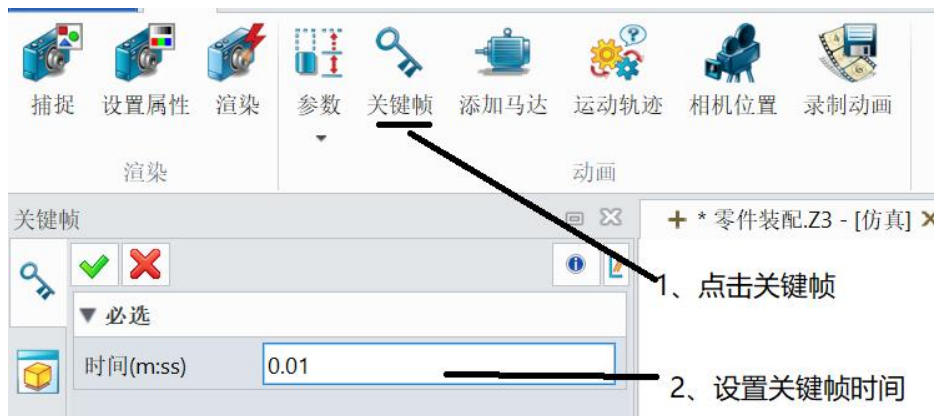 捕捉 设置属性 渲染 参数 关键帧 添加马达 运动轨迹 相机位置 录制动画
渲染 动画
关键帧
+ * 零件装配.Z3 - [仿真]
1、点击关键帧
必选
时间(m:ss) 0.01
2、设置关键帧时间